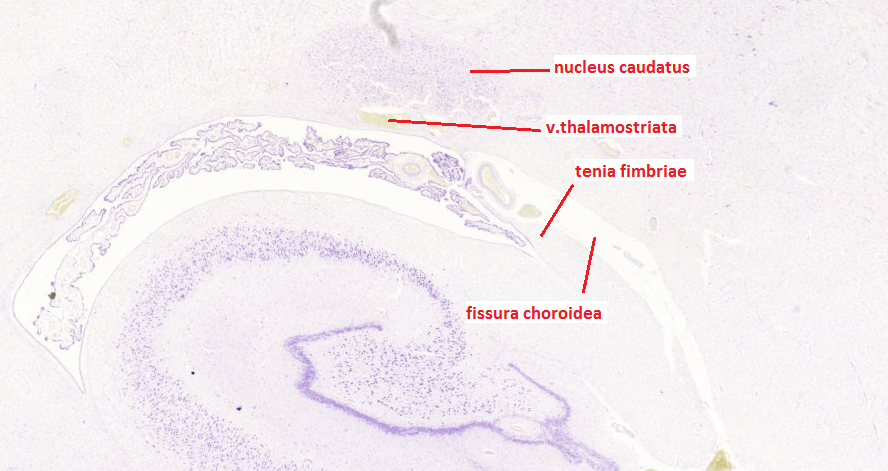 nucleus caudatus
v.thalamostriata
tenia fimbriae
fissura choroidea